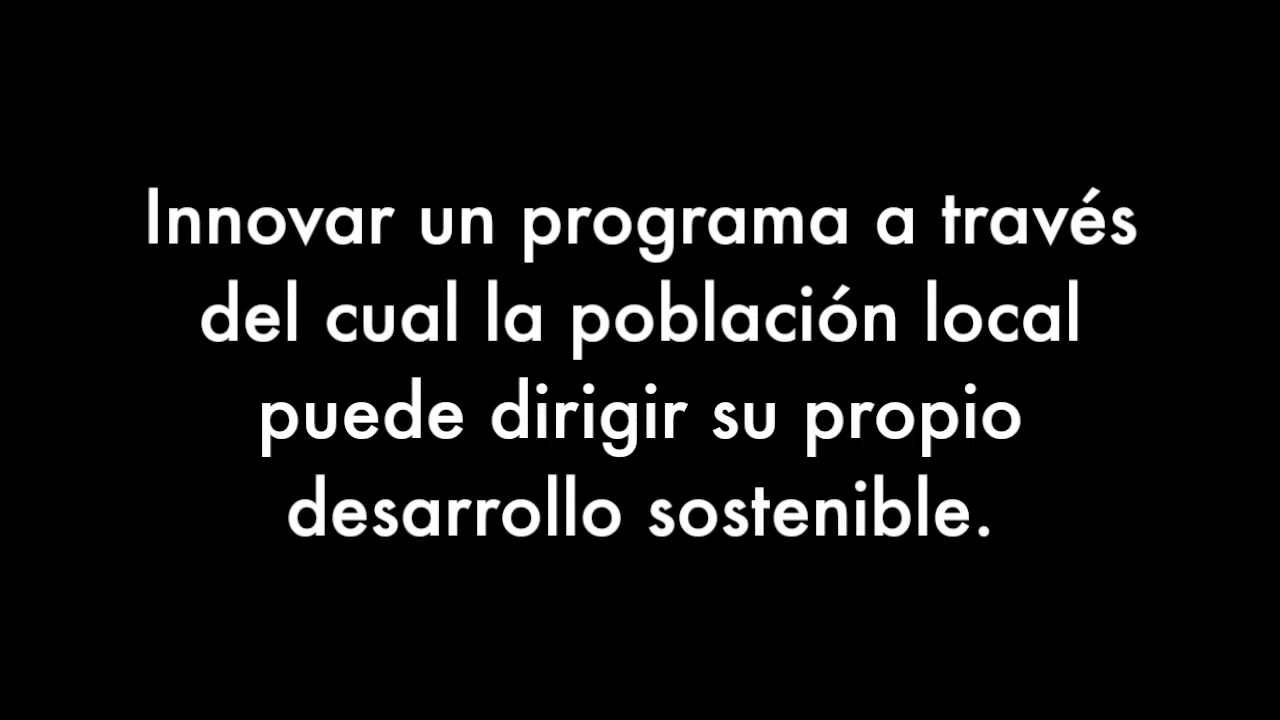 Innovar un programa a través
del cual la población local
puede dirigir su propio
desarrollo sostenible.